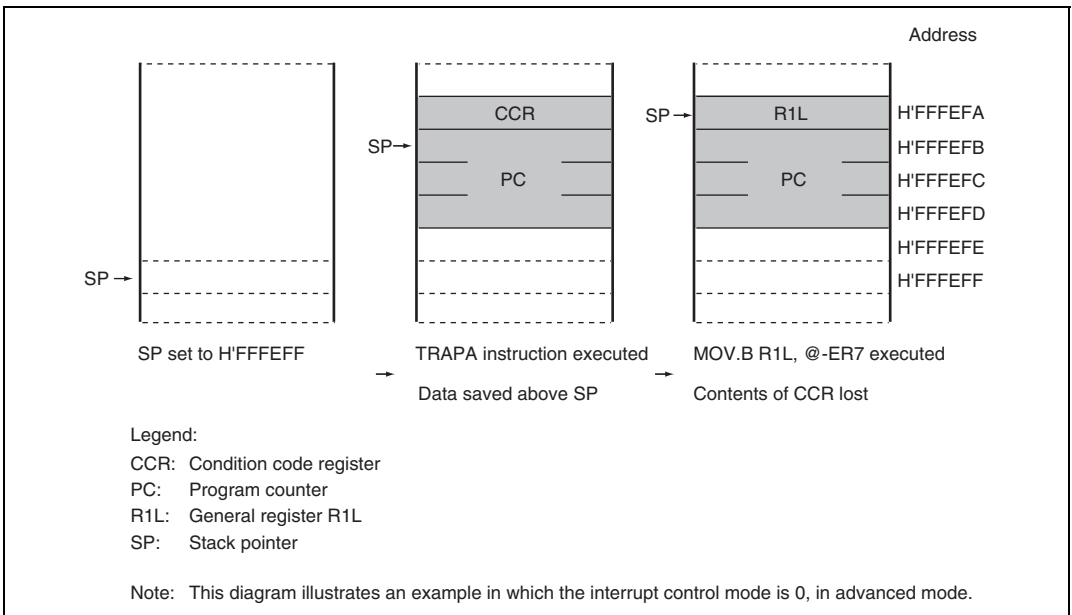 Address
CCR
SP
R1L
H'FFFEFA
SP
H'FFFEFB
PC
PC
H'FFFEFC
H'FFFEFD
H'FFFEFE
SP
H'FFFEFF
SP set to H'FFFEFF
TRAPA instruction executed
MOV.B R1L, @-ER7 executed
Data saved above SP
Contents of CCR lost
Legend:
CCR: Condition code register
PC: Program counter
R1L: General register R1L
SP: Stack pointer
Note: This diagram illustrates an example in which the interrupt control mode is 0, in advanced mode.